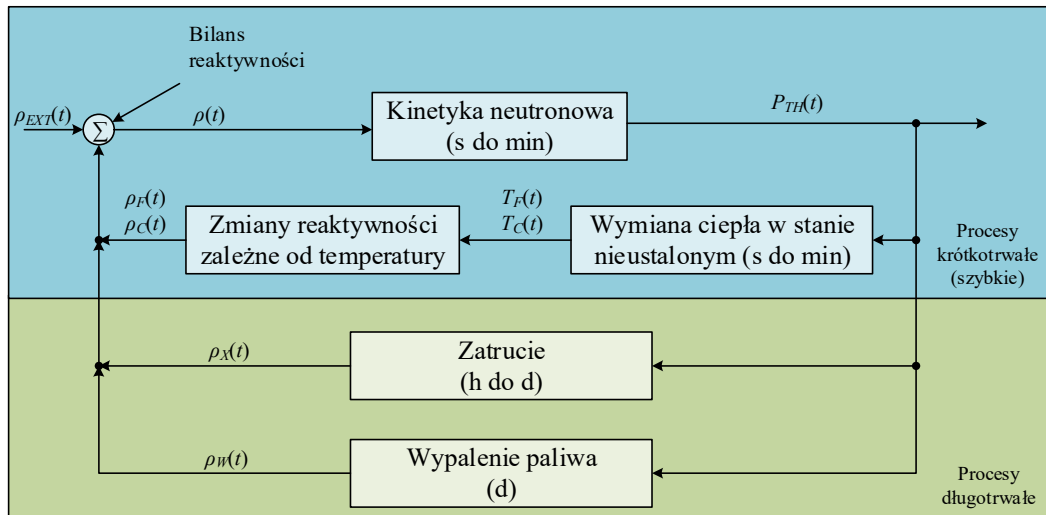 Bilans
reaktywności
ρEXT(t)
Σ
ρ(t)
Kinetyka neutronowa
(s do min)
PTH(t)
ρF(t)
ρC(t)
Zmiany reaktywności
zależne od temperatury
TF(t)
TC(t)
Wymiana ciepła w stanie
nieustalonym (s do min)
Procesy
krótkotrwałe
(szybkie)
ρX(t)
Zatrucie
(h do d)
ρW(t)
Wypalenie paliwa
(d)
Procesy
długotrwałe